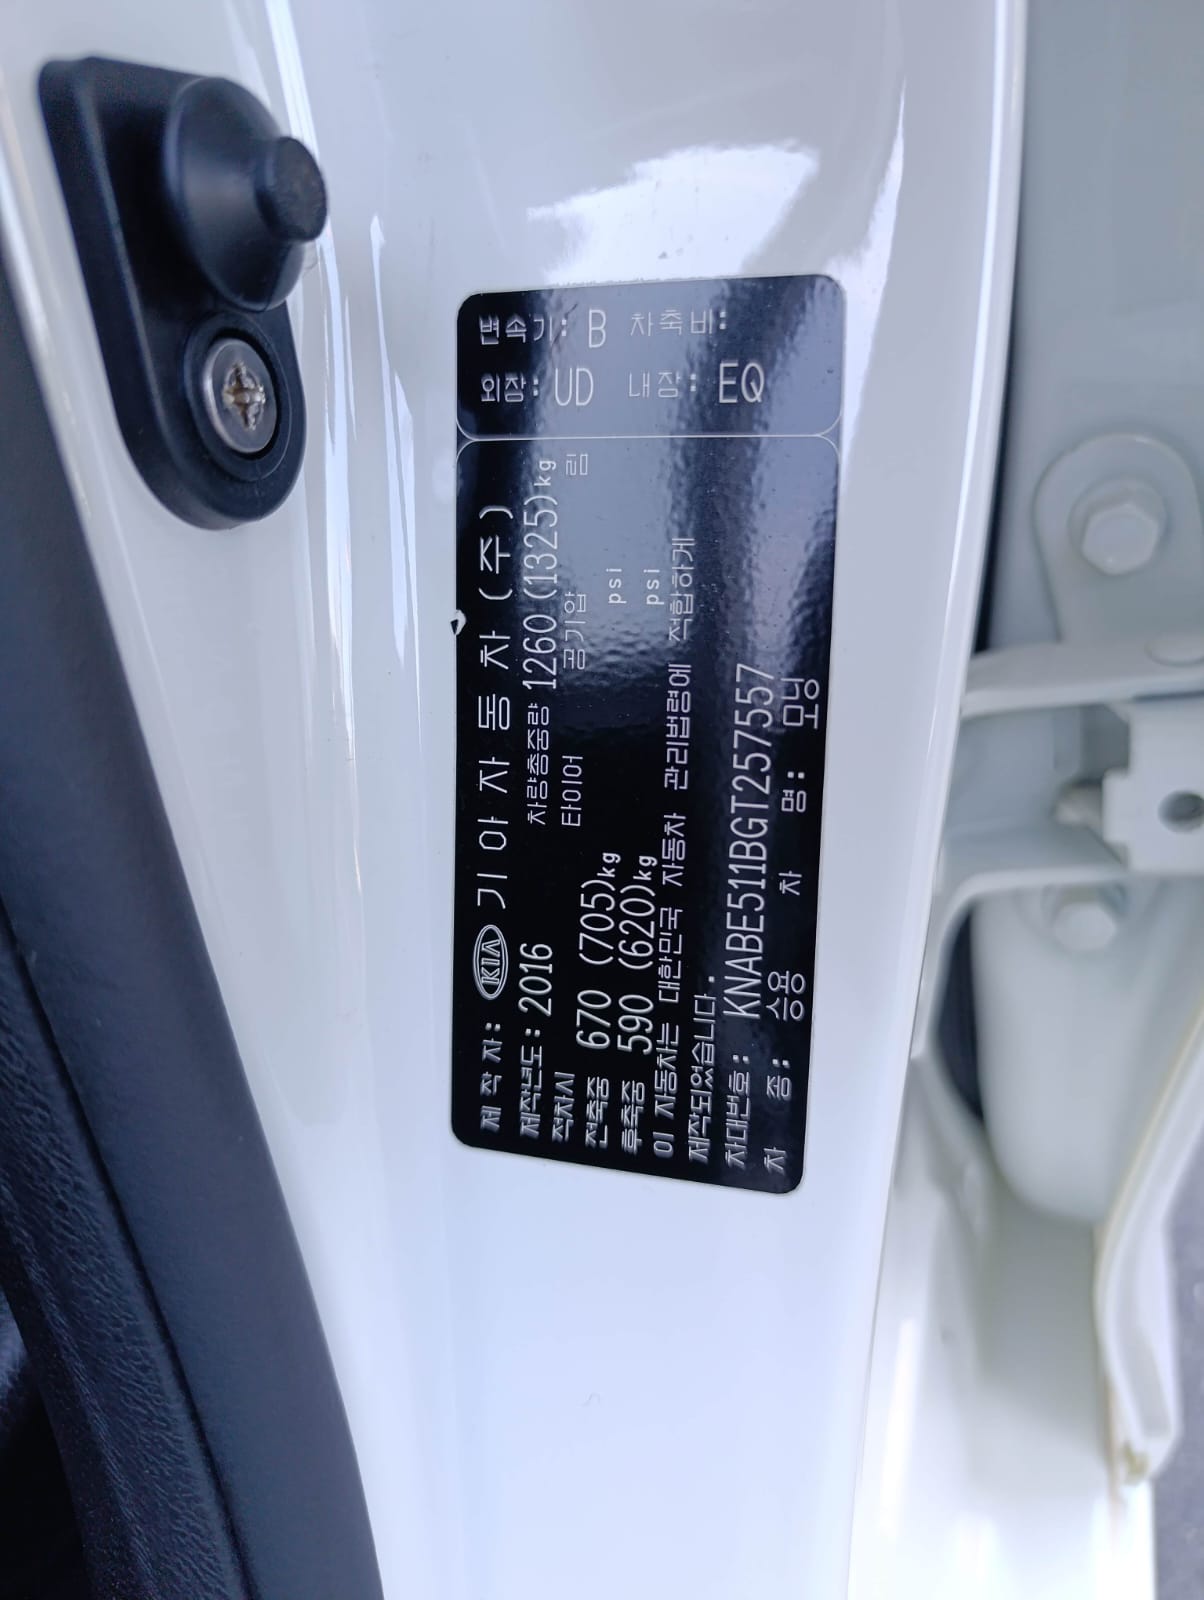 변속기: B 차축비:
외장: UD 내장: EQ
제 작 자: KIA 기 아 자 동 차 (주)
제작년도: 2016 차량총중량 1260(1325)kg
적차시 타이어 공기압 림
전축중 670 (705)kg psi
후축중 590 (620)kg psi
이 자동차는 대한민국 자동차 관리법령에 적합하게
제작되었습니다.
차대번호: KNABE511BGT257557
차 종: 승용 차 명: 모닝